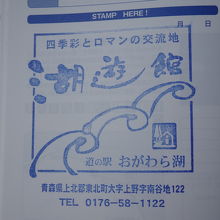 STAMP HERE!
月 日
四季彩とロマンの交流地
湖遊館
道の駅 おがわら湖
青森県上北郡東北町大字上野字南谷地122
TEL 0176-58-1122